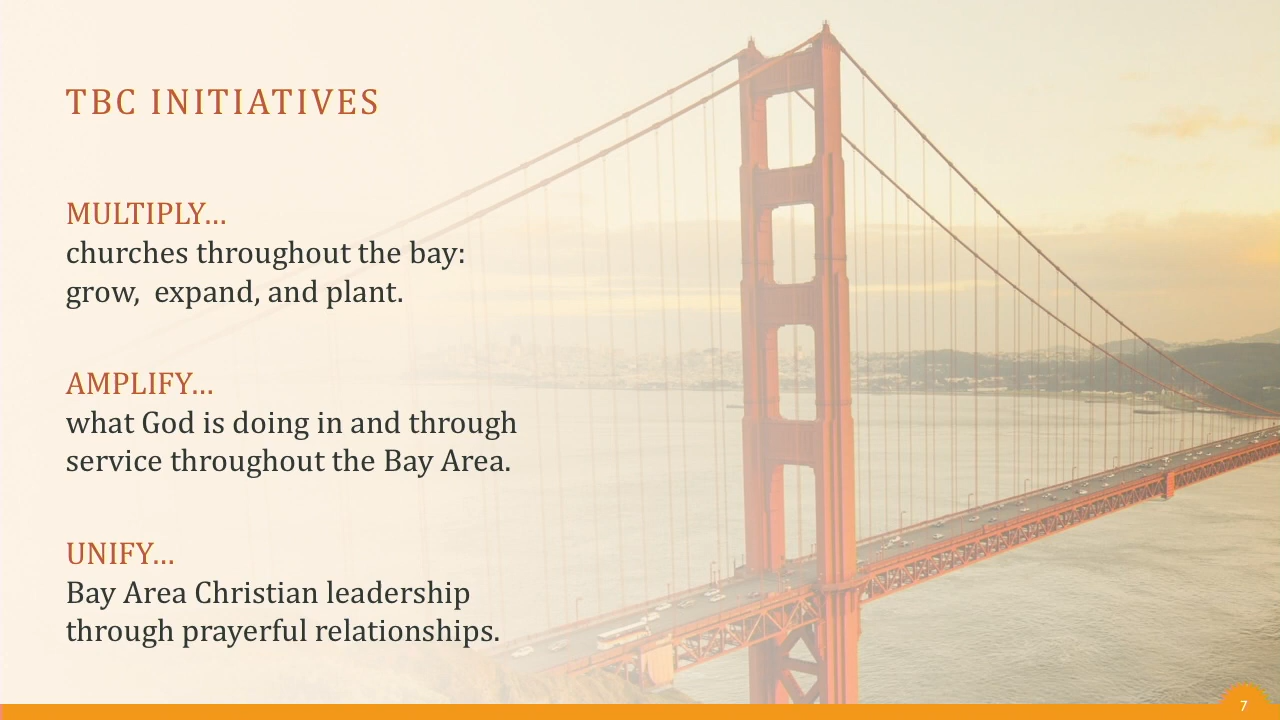 TBC INITIATIVES
MULTIPLY…
churches throughout the bay:
grow,  expand, and plant.
AMPLIFY…
what God is doing in and through
service throughout the Bay Area.
UNIFY…
Bay Area Christian leadership
through prayerful relationships.
7